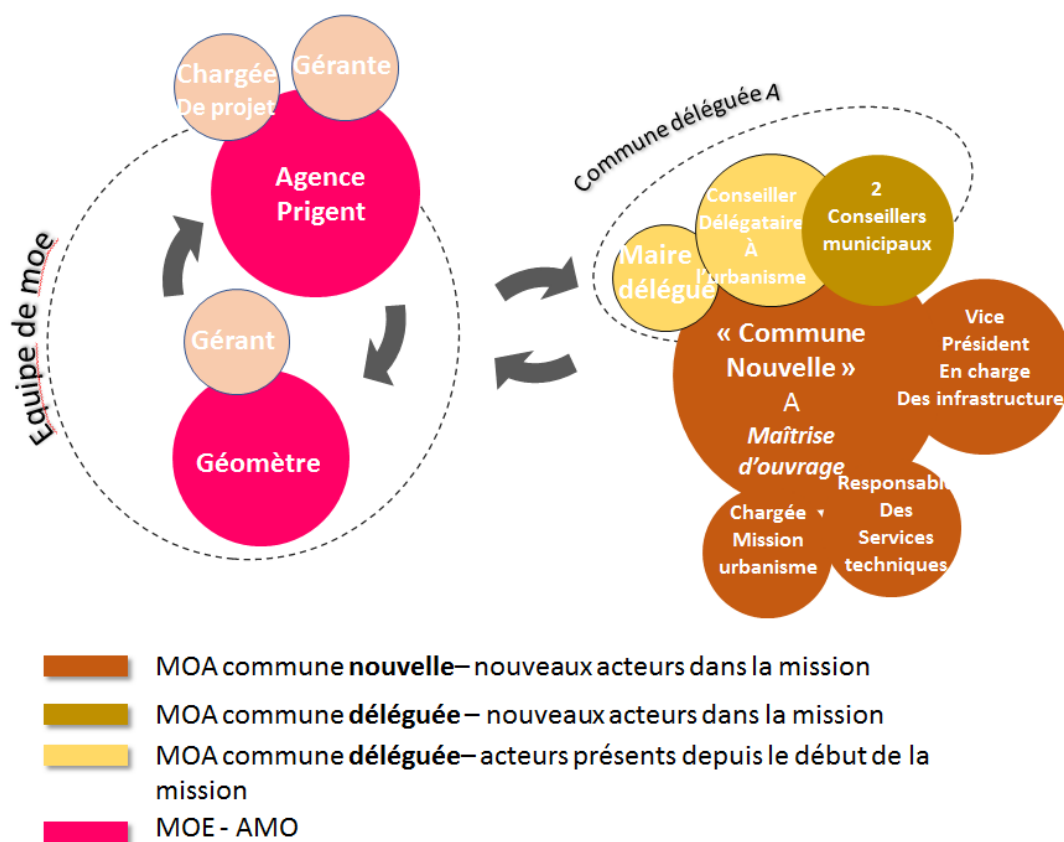 Chargée
De projet
Gérante
Agence
Prigent
Equipe de moe
Gérant
Géomètre
Commune déléguée A
Maire
délégué
Conseiller
Délégataire
À
l'urbanisme
2
Conseillers
municipaux
« Commune
Nouvelle »
A
Maîtrise
d'ouvrage
Vice
Président
En charge
Des infrastructure
Chargée
Mission
urbanisme
Responsabl
Des
Services
techniques
MOA commune nouvelle– nouveaux acteurs dans la mission
MOA commune déléguée – nouveaux acteurs dans la mission
MOA commune déléguée– acteurs présents depuis le début de la
mission
MOE - AMO